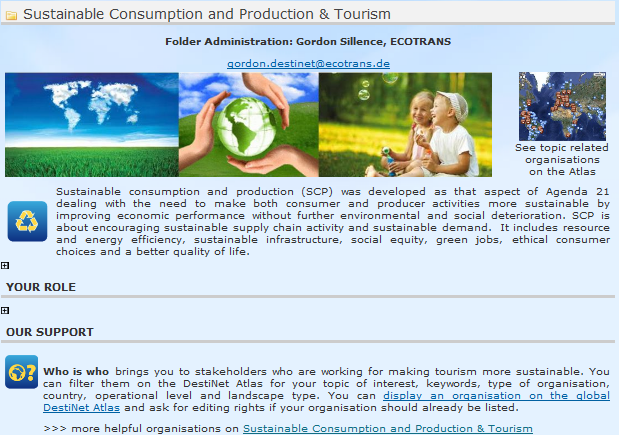 Sustainable Consumption and Production & Tourism
Folder Administration: Gordon Sillence, ECOTRANS
gordon.destinet@ecotrans.de
See topic related
organisations
on the Atlas
Sustainable consumption and production (SCP) was developed as that aspect of Agenda 21
dealing with the need to make both consumer and producer activities more sustainable by
improving economic performance without further environmental and social deterioration. SCP is
about encouraging sustainable supply chain activity and sustainable demand. It includes resource
and energy efficiency, sustainable infrastructure, social equity, green jobs, ethical consumer
choices and a better quality of life.
YOUR ROLE
OUR SUPPORT
Who is who brings you to stakeholders who are working for making tourism more sustainable. You
can filter them on the DestiNet Atlas for your topic of interest, keywords, type of organisation,
country, operational level and landscape type. You can display an organisation on the global
DestiNet Atlas and ask for editing rights if your organisation should already be listed.
>>> more helpful organisations on Sustainable Consumption and Production & Tourism